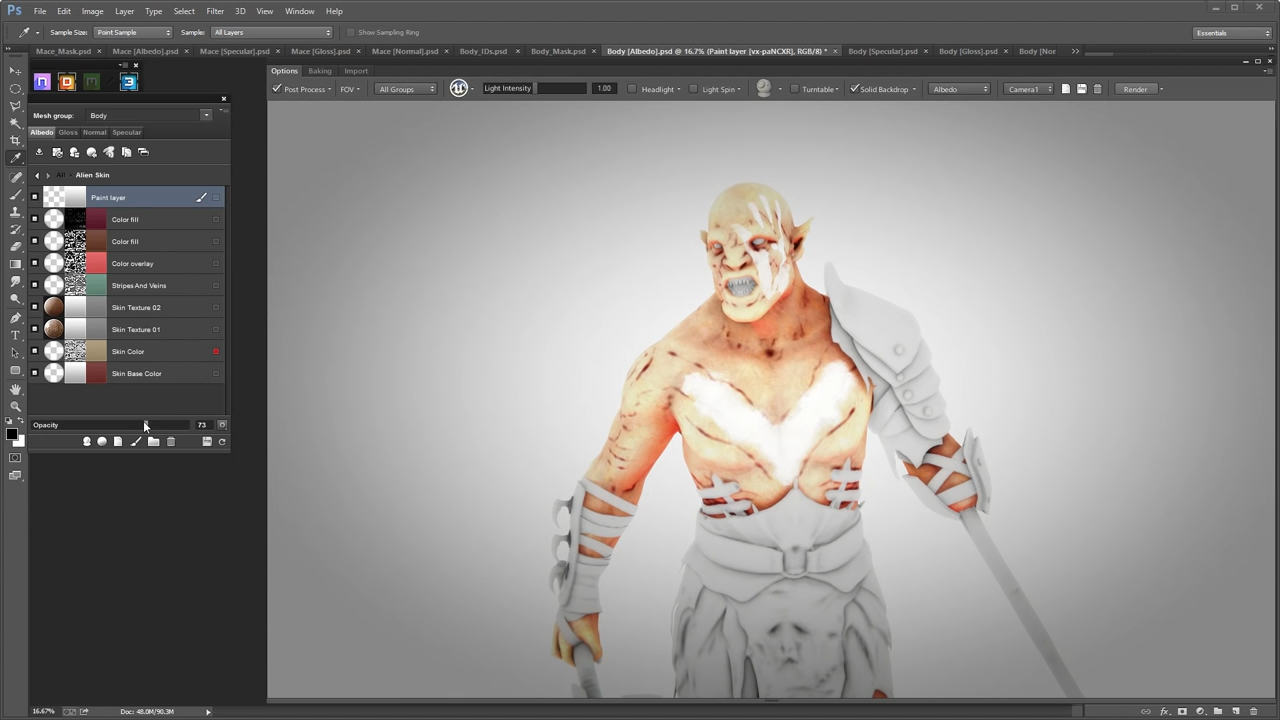 Ps File Edit Image Layer Type Select Filter 3D View Window Help
Sample Size: Point Sample Sample: All Layers Show Sampling Ring Essentials
Mace_Mask.psd Mace [Albedo].psd Mace [Specular].psd Mace [Gloss].psd Mace [Normal].psd Body_IDs.psd Body_Mask.psd Body [Albedo].psd @ 16.7% (Paint layer [vx-paNCXR], RGB/8) * Body [Specular].psd Body [Gloss].psd Body [Nor
Options Baking Import
Post Process FOV All Groups Light Intensity 1.00 Headlight Light Spin Turntable Solid Backdrop Albedo Camera1 Render
Mesh group: Body
Albedo Gloss Normal Specular
All Alien Skin
Paint layer
Color fill
Color fill
Color overlay
Stripes And Veins
Skin Texture 02
Skin Texture 01
Skin Color
Skin Base Color
Opacity 73
16.67% Doc: 48.0M/90.3M